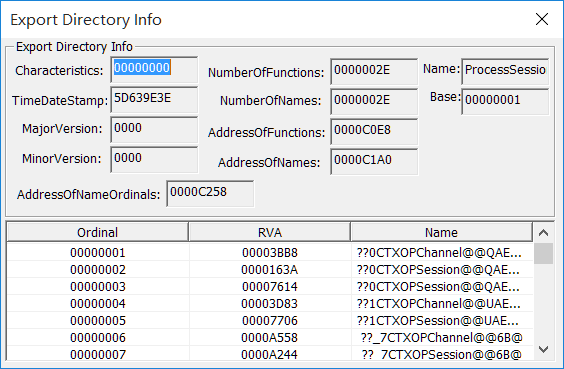 Export Directory Info
Export Directory Info
Characteristics: 00000000 NumberOfFunctions: 0000002E Name: ProcessSessio
TimeDateStamp: 5D639E3E NumberOfNames: 0000002E Base: 00000001
MajorVersion: 0000 AddressOfFunctions: 0000C0E8
MinorVersion: 0000 AddressOfNames: 0000C1A0
AddressOfNameOrdinals: 0000C258
Ordinal RVA Name
00000001 00003BB8 ??0CTXOPChannel@@QAE...
00000002 0000163A ??0CTXOPSession@@QAE...
00000003 00007614 ??0CTXOPSession@@QAE...
00000004 00003D83 ??1CTXOPChannel@@UAE...
00000005 00007706 ??1CTXOPSession@@UAE...
00000006 0000A558 ??_7CTXOPChannel@@6B@
00000007 0000A244 ??_7CTXOPSession@@6B@